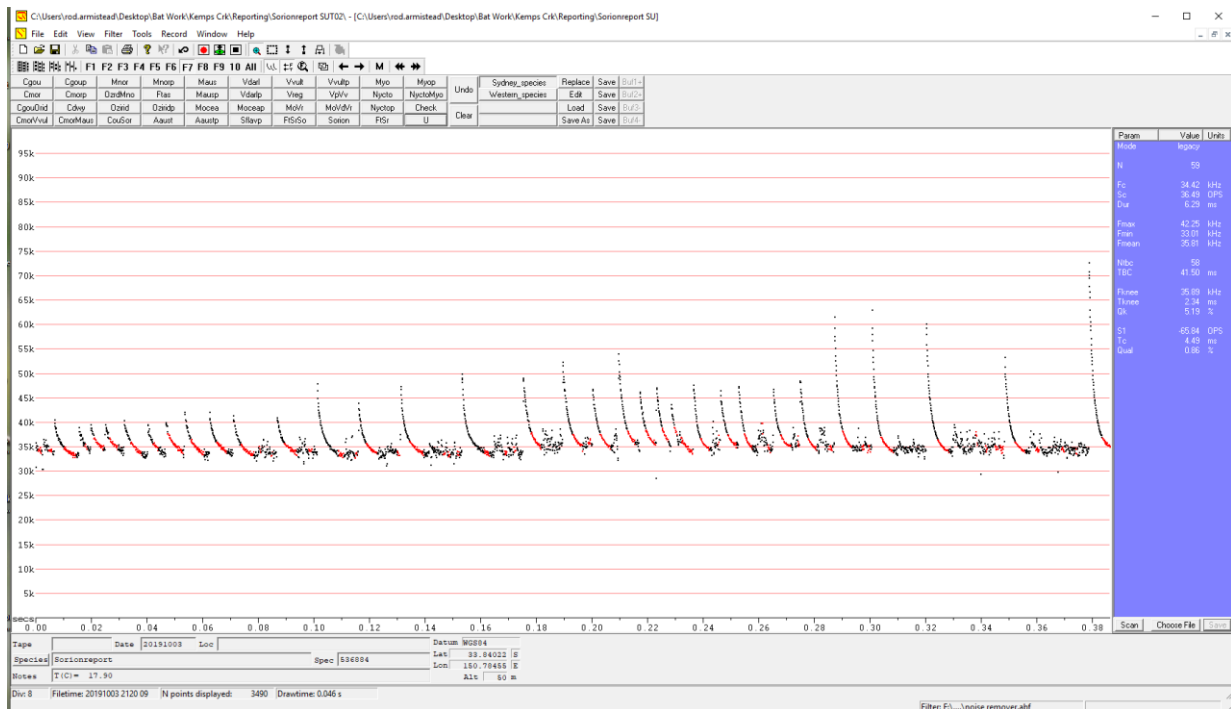 C:\Users\rod.armistead\Desktop\Bat Work\Kemps Crk\Reporting\Sorionreport SUT02\ - [C:\Users\rod.armistead\Desktop\Bat Work\Kemps Crk\Reporting\Sorionreport SU]
File Edit View Filter Tools Record Window Help
F1 F2 F3 F4 F5 F6 F7 F8 F9 10 All M
Cgou Cgoup Mnor Mnorp Maus Vdarl Vvult Vvultp Myo Myop Undo Sydney_species Replace Save Buf1+
Cmor Cmorp OzridMno Ftas Mausp Vdarlp Vreg VpVv Nycto NyctoMyo Western_species Edit Save Buf2+
CgouOrid Cdwy Ozirid Oziridp Mocea Moceap MoVr MoVdVr Nyctop Check Clear Load Save Buf3-
CmorVvul CmorMaus CouSor Aaust Aaustp Sflavp FtSrSo Sorion FtSr U Save As Save Buf4-
Param Value Units
Mode legacy
N 59
Fc 34.42 kHz
Sc 36.49 OPS
Dur 6.29 ms
Fmax 42.25 kHz
Fmin 33.01 kHz
Fmean 35.81 kHz
Ntbc 58
TBC 41.50 ms
Fknee 35.89 kHz
Tknee 2.34 ms
Qk 5.19 %
S1 -65.84 OPS
Tc 4.49 ms
Qual 0.86 %
95k
90k
85k
80k
75k
70k
65k
60k
55k
50k
45k
40k
35k
30k
25k
20k
15k
10k
5k
secs
0.00 0.02 0.04 0.06 0.08 0.10 0.12 0.14 0.16 0.18 0.20 0.22 0.24 0.26 0.28 0.30 0.32 0.34 0.36 0.38
Scan Choose File Save
Tape Date 20191003 Loc Datum WGS84
Species Sorionreport Spec 536884 Lat 33.84022 S
Lon 150.78455 E
Notes T(C)= 17.90 Alt 50 m
Div: 8 Filetime: 20191003 2120 09 N points displayed: 3490 Drawtime: 0.046 s
Filter: F:\....\noise remover.abf